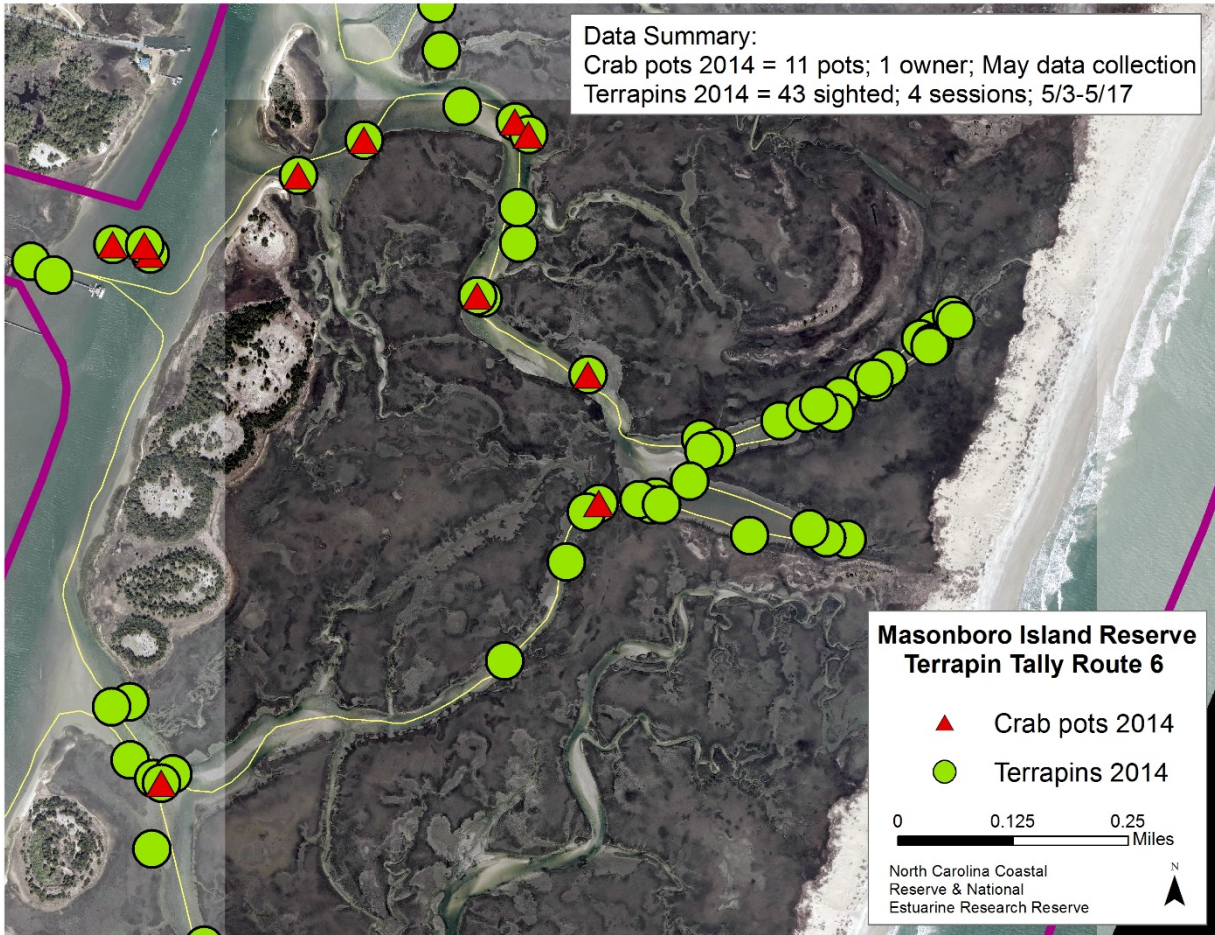 Data Summary:
Crab pots 2014 = 11 pots; 1 owner; May data collection
Terrapins 2014 = 43 sighted; 4 sessions; 5/3-5/17
Masonboro Island Reserve
Terrapin Tally Route 6
Crab pots 2014
Terrapins 2014
0 0.125 0.25
Miles
North Carolina Coastal
Reserve & National
Estuarine Research Reserve
N